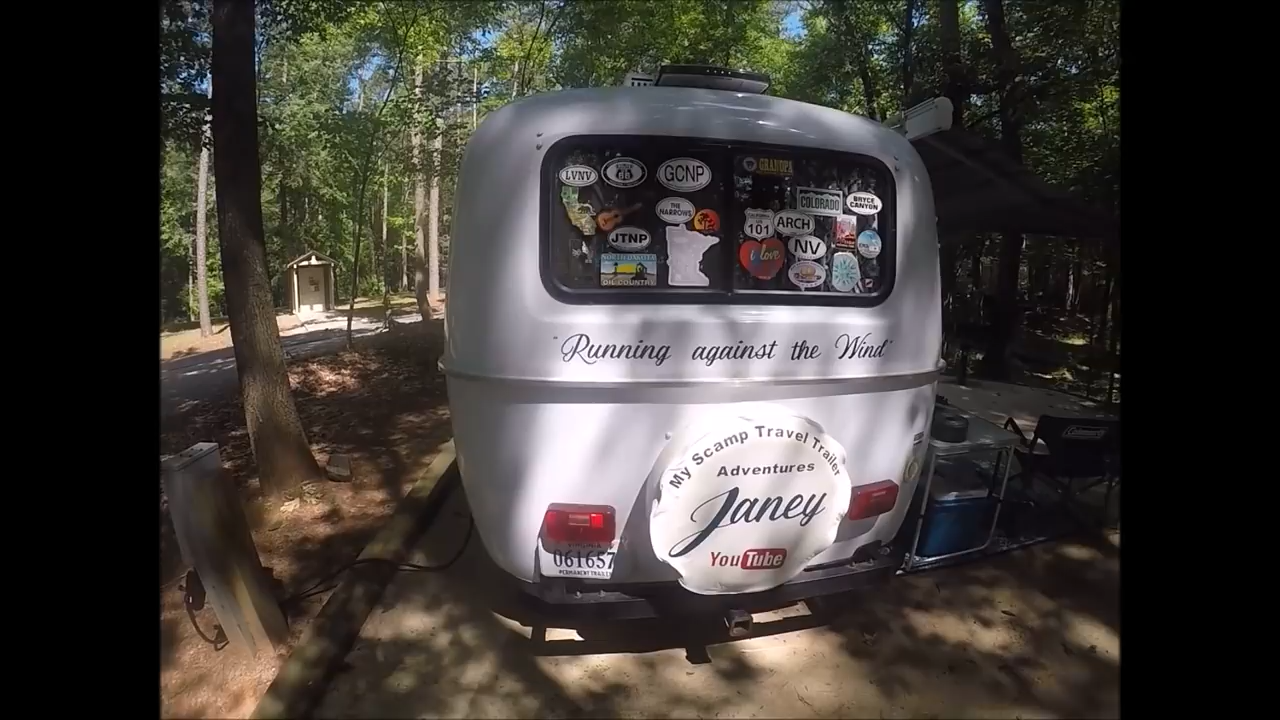 GRANDPA
LVNV
GCNP
COLORADO
BRYCE
CANYON
THE
NARROWS
CALIFORNIA
101
ARCH
JTNP
NV
i love
NORTH DAKOTA
OIL COUNTRY
"Running against the Wind"
My Scamp Travel Trailer
Adventures
Janey
YouTube
VIRGINIA
061657
PERMANENT TRAILER
Coleman